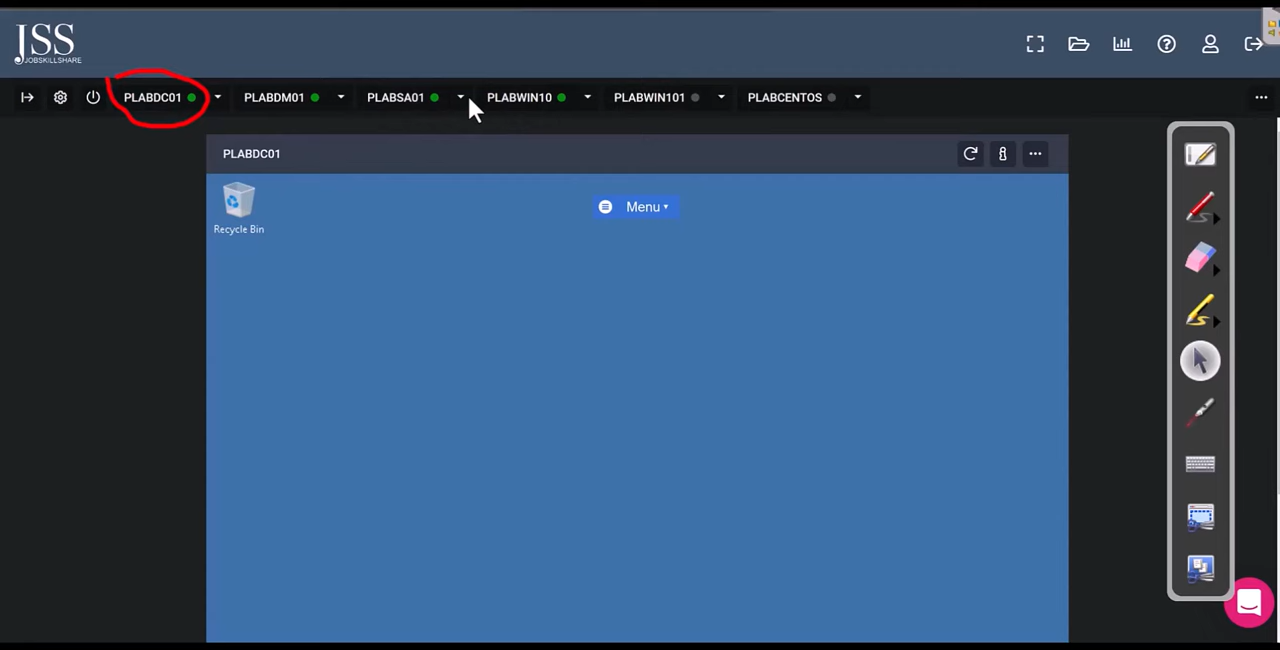 JSS
JOBSKILLSHARE
PLABDC01 PLABDM01 PLABSA01 PLABWIN10 PLABWIN101 PLABCENTOS
PLABDC01
Menu
Recycle Bin